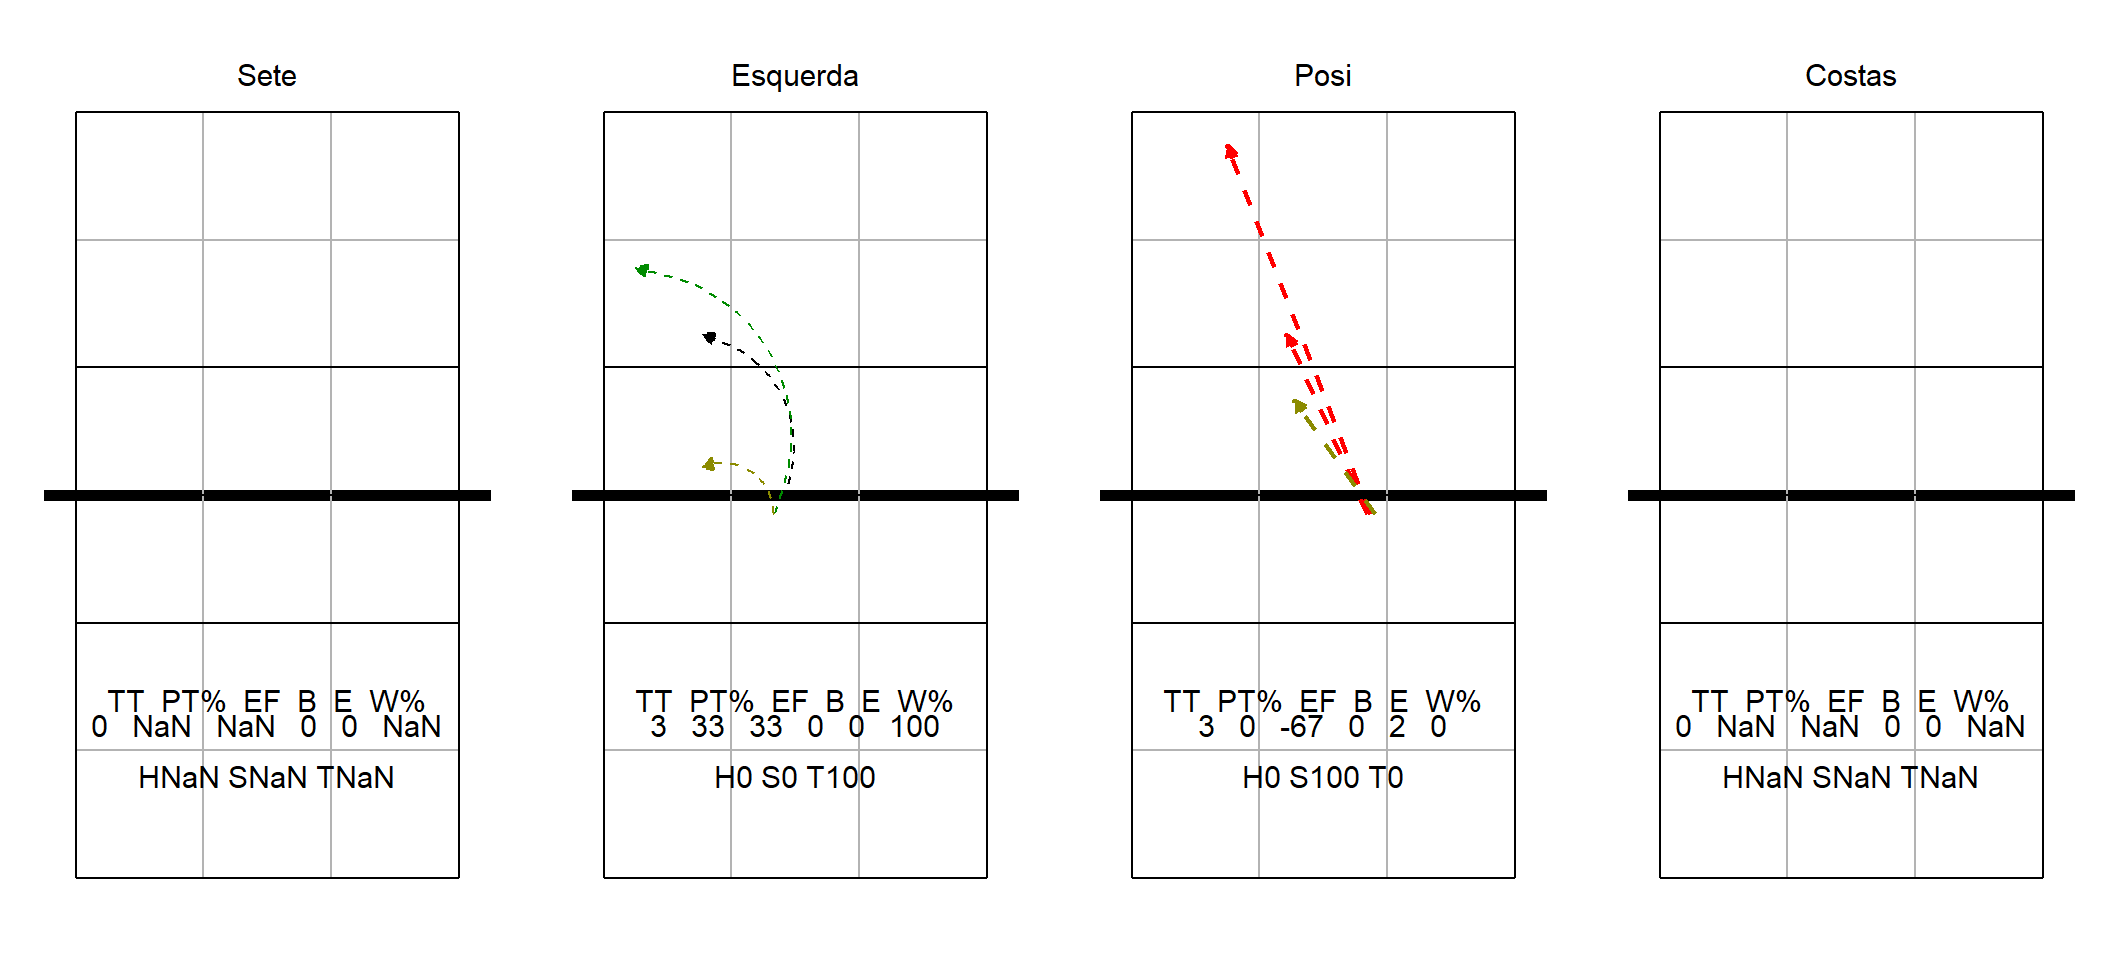 Sete
TT PT% EF B E W%
0 NaN NaN 0 0 NaN
HNaN SNaN TNaN
Esquerda
TT PT% EF B E W%
3 33 33 0 0 100
H0 S0 T100
Posi
TT PT% EF B E W%
3 0 -67 0 2 0
H0 S100 T0
Costas
TT PT% EF B E W%
0 NaN NaN 0 0 NaN
HNaN SNaN TNaN